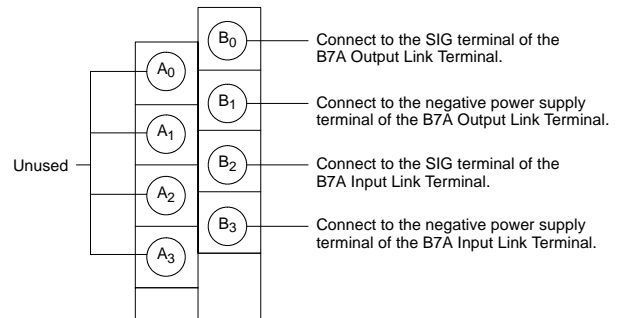 B0
Connect to the SIG terminal of the
B7A Output Link Terminal.
A0
B1
Connect to the negative power supply
terminal of the B7A Output Link Terminal.
A1
Unused
B2
Connect to the SIG terminal of the
B7A Input Link Terminal.
A2
B3
Connect to the negative power supply
terminal of the B7A Input Link Terminal.
A3